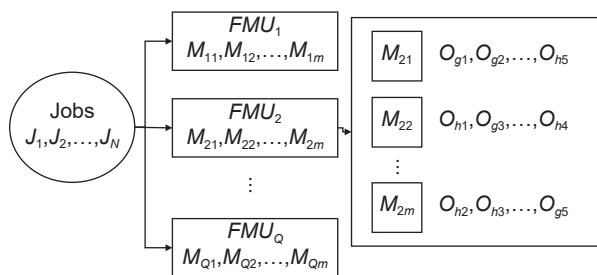 Jobs
J1,J2,…,JN
FMU1
M11,M12,…,M1m
FMU2
M21,M22,…,M2m
⋮
FMUQ
MQ1,MQ2,…,MQm
M21 Og1,Og2,…,Oh5
M22 Oh1,Og3,…,Oh4
⋮
M2m Oh2,Oh3,…,Og5